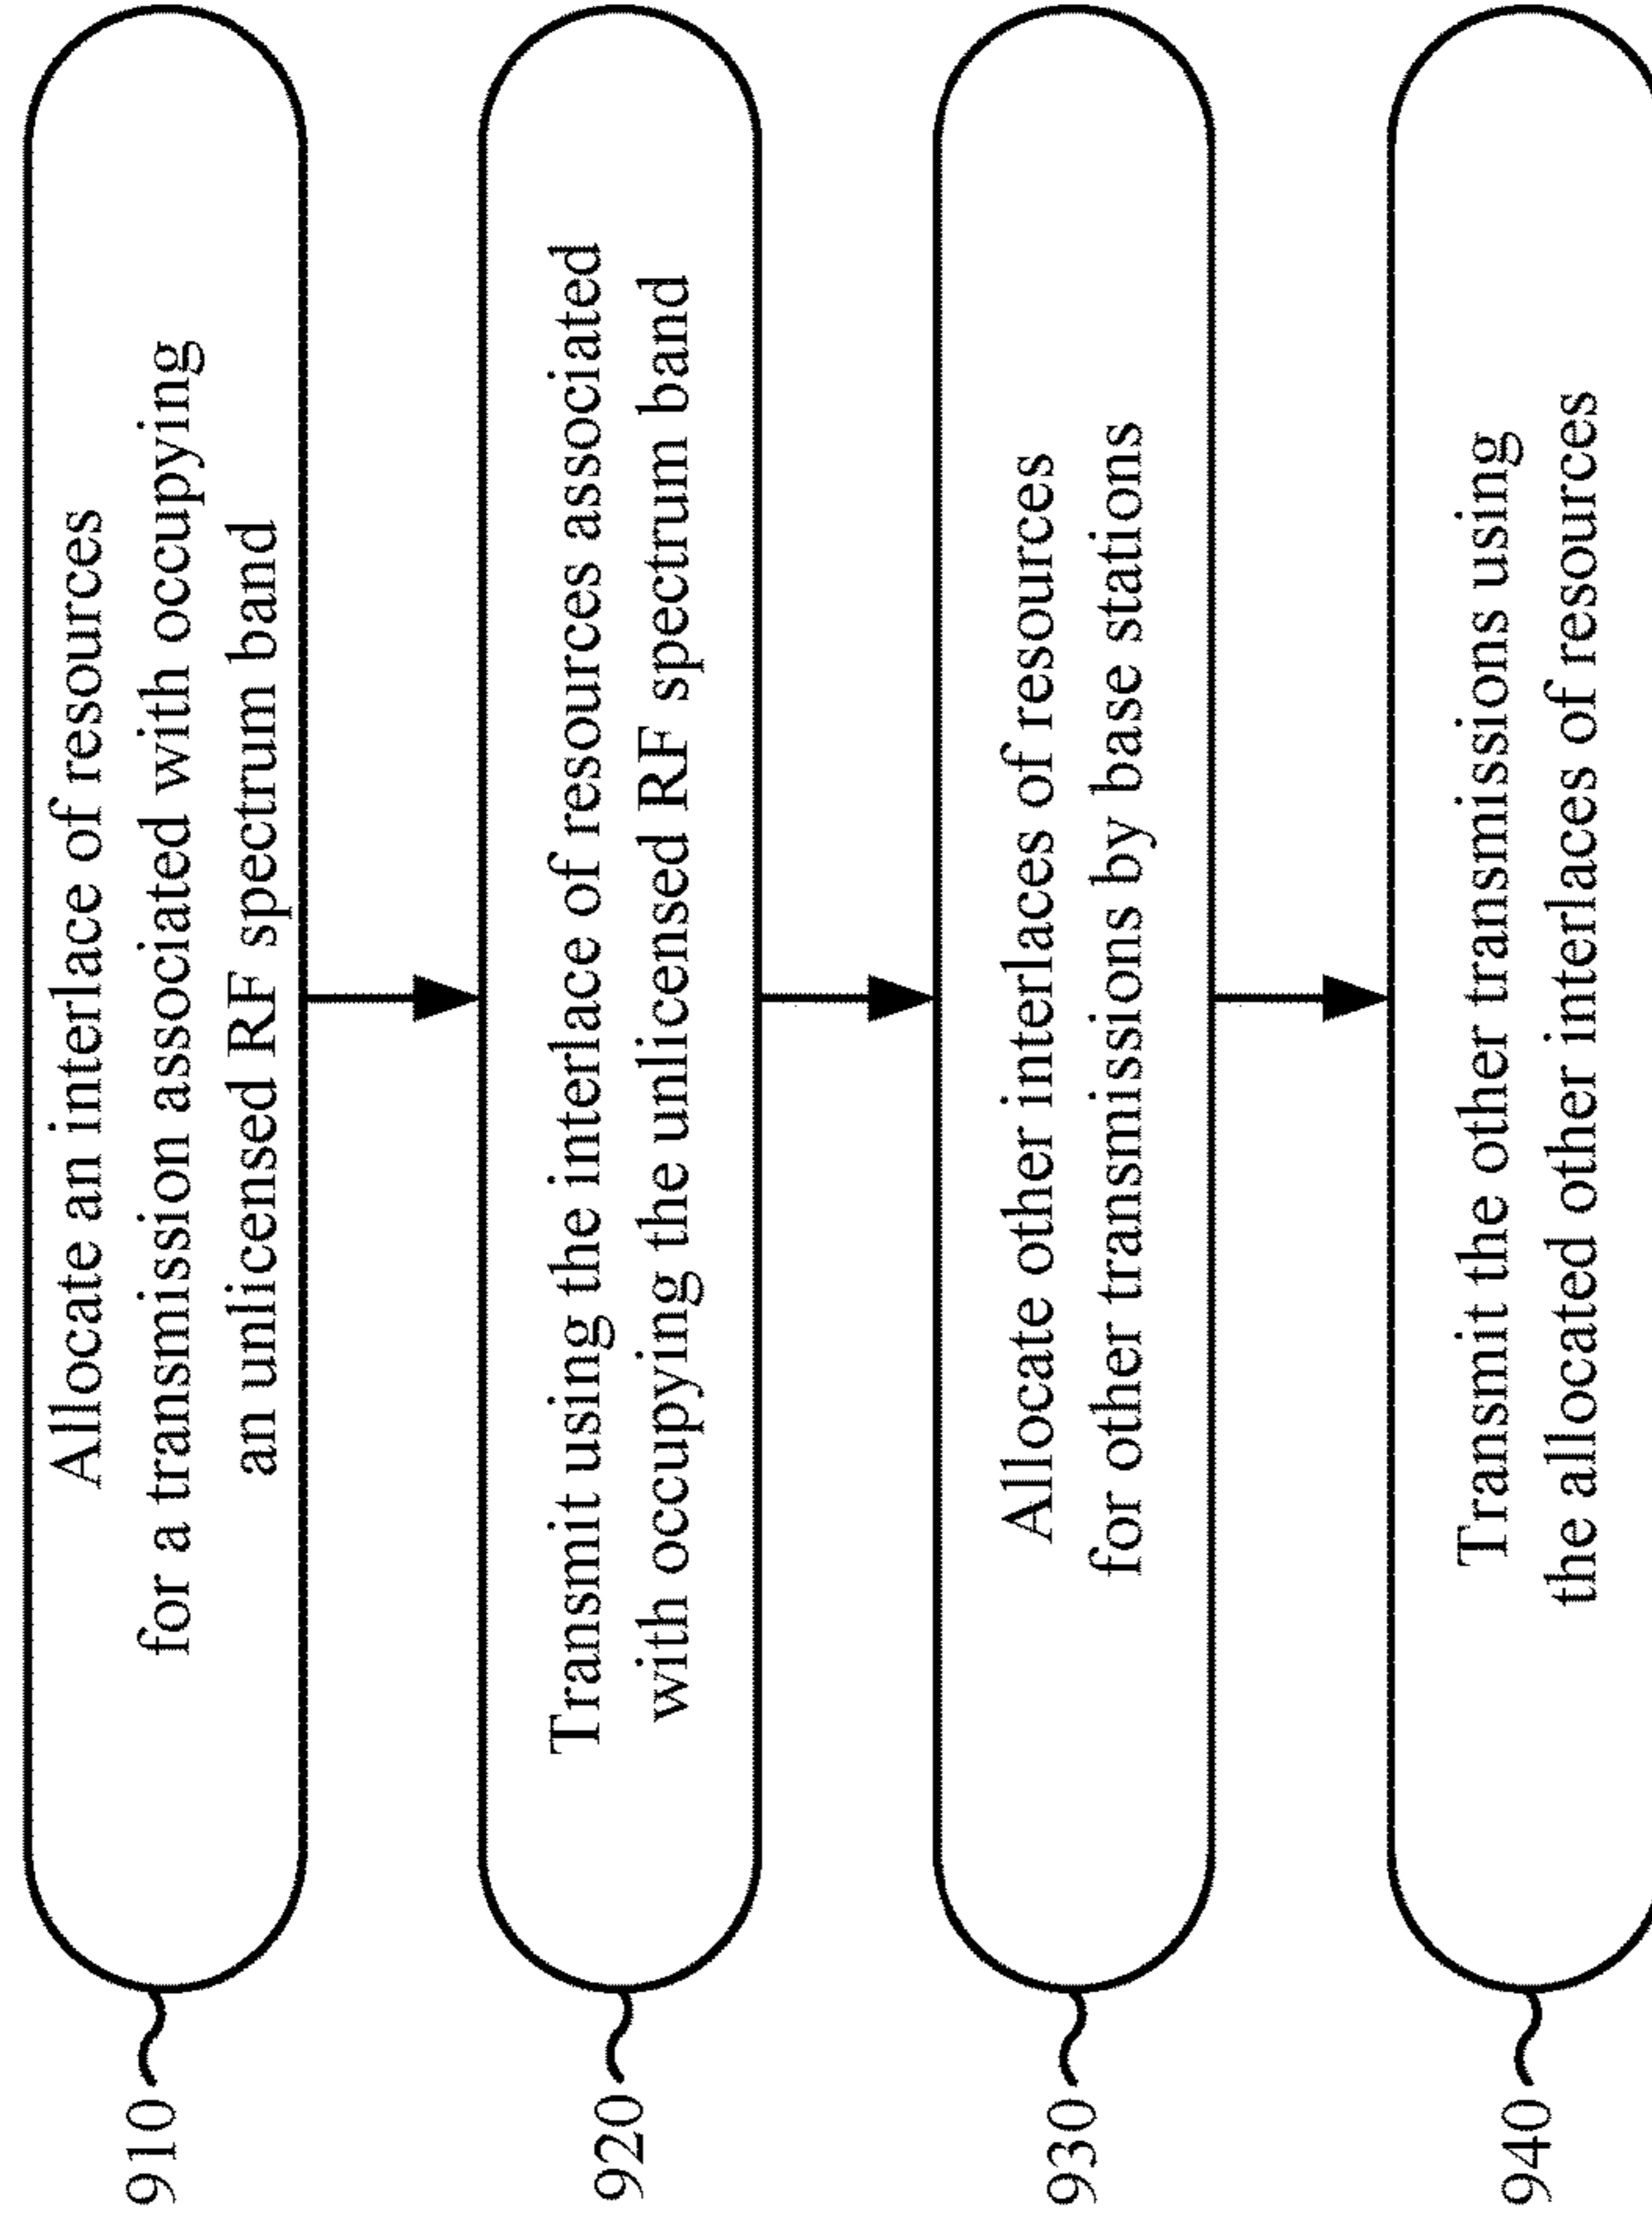 910
Allocate an interlace of resources
for a transmission associated with occupying
an unlicensed RF spectrum band
920
Transmit using the interlace of resources associated
with occupying the unlicensed RF spectrum band
930
Allocate other interlaces of resources
for other transmissions by base stations
940
Transmit the other transmissions using
the allocated other interlaces of resources